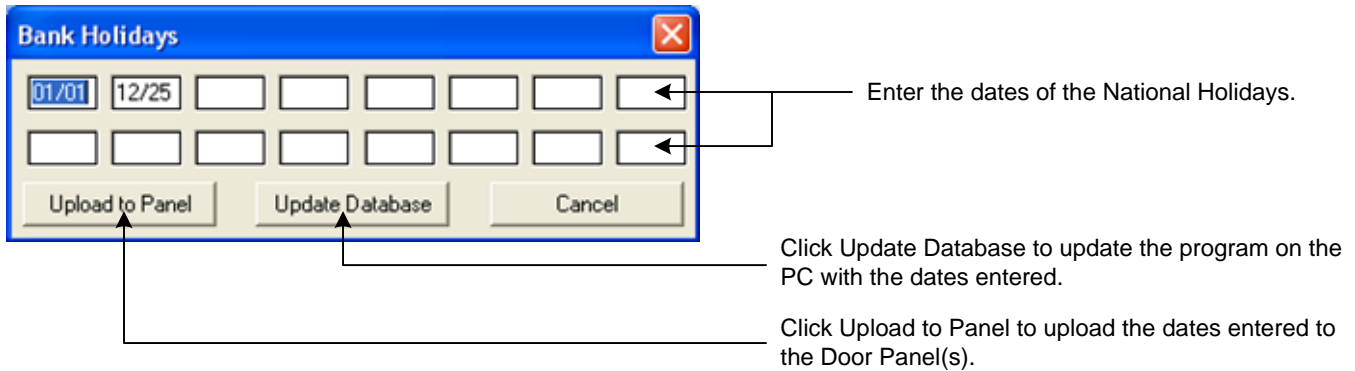 Bank Holidays
01/01 12/25
Enter the dates of the National Holidays.
Upload to Panel Update Database Cancel
Click Update Database to update the program on the
PC with the dates entered.
Click Upload to Panel to upload the dates entered to
the Door Panel(s).